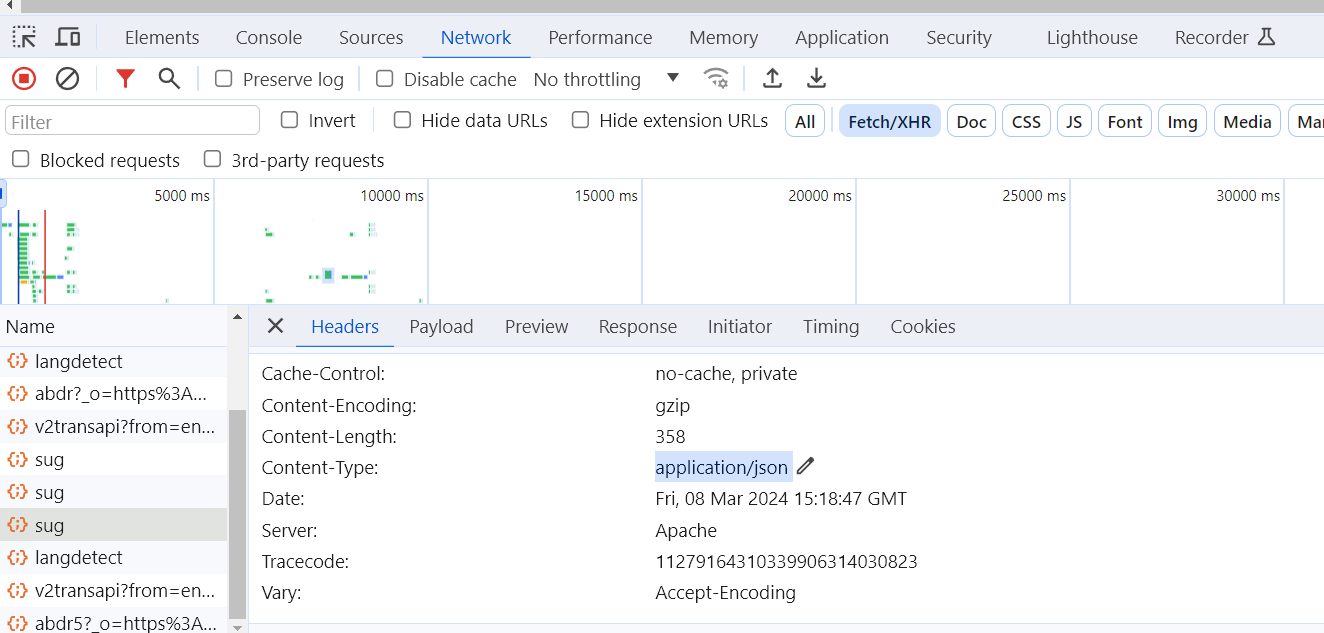 Elements Console Sources Network Performance Memory Application Security Lighthouse Recorder
Preserve log Disable cache No throttling
Filter Invert Hide data URLs Hide extension URLs All Fetch/XHR Doc CSS JS Font Img Media
Blocked requests 3rd-party requests
5000 ms 10000 ms 15000 ms 20000 ms 25000 ms 30000 ms
Name
langdetect
abdr?_o=https%3A...
v2transapi?from=en...
sug
sug
sug
langdetect
v2transapi?from=en...
abdr5?_o=https%3A...
Headers Payload Preview Response Initiator Timing Cookies
Cache-Control: no-cache, private
Content-Encoding: gzip
Content-Length: 358
Content-Type: application/json
Date: Fri, 08 Mar 2024 15:18:47 GMT
Server: Apache
Tracecode: 11279164310339906314030823
Vary: Accept-Encoding